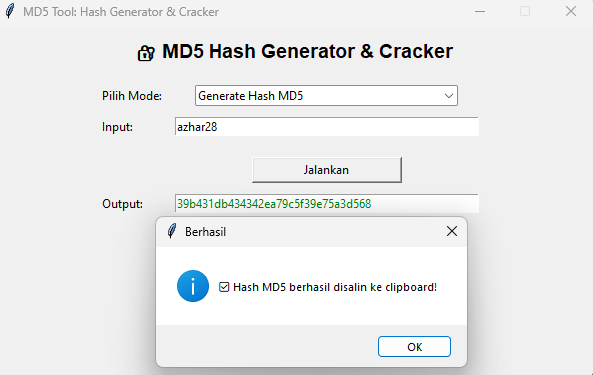 MD5 Tool: Hash Generator & Cracker
MD5 Hash Generator & Cracker
Pilih Mode: Generate Hash MD5
Input: azhar28
Jalankan
Output: 39b431db434342ea79c5f39e75a3d568
Berhasil
Hash MD5 berhasil disalin ke clipboard!
OK